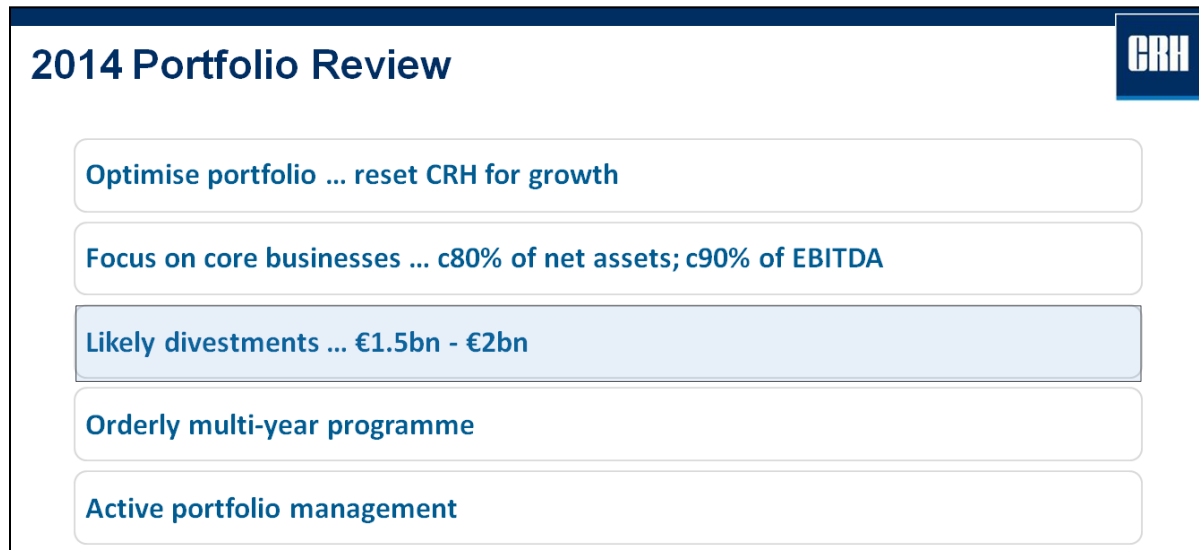 2014 Portfolio Review
CRH
Optimise portfolio ... reset CRH for growth
Focus on core businesses ... c80% of net assets; c90% of EBITDA
Likely divestments ... €1.5bn - €2bn
Orderly multi-year programme
Active portfolio management